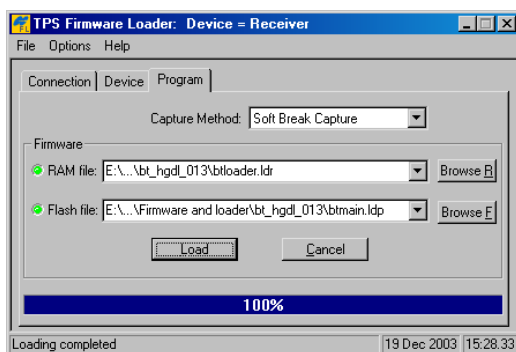 TPS Firmware Loader: Device = Receiver
File Options Help
Connection Device Program
Capture Method: Soft Break Capture
Firmware
RAM file: E:\...\bt_hgdl_013\btloader.ldr Browse R
Flash file: E:\...\Firmware and loader\bt_hgdl_013\btmain.ldp Browse F
Load Cancel
100%
Loading completed 19 Dec 2003 15:28.33